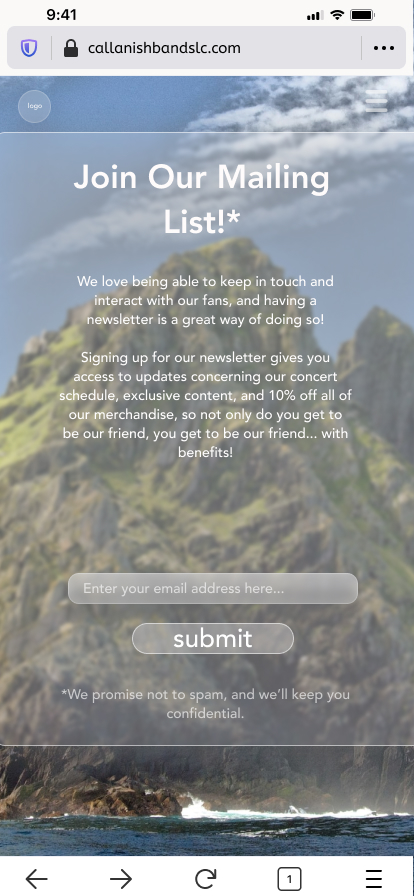 9:41
callanishbandslc.com
logo
Join Our Mailing
List!*
We love being able to keep in touch and
interact with our fans, and having a
newsletter is a great way of doing so!
Signing up for our newsletter gives you
access to updates concerning our concert
schedule, exclusive content, and 10% off all of
our merchandise, so not only do you get to
be our friend, you get to be our friend... with
benefits!
Enter your email address here...
submit
*We promise not to spam, and we'll keep you
confidential.
1